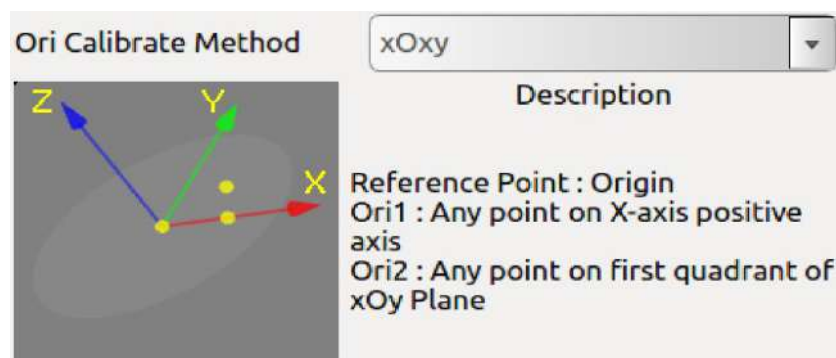 Ori Calibrate Method
xOxy
Z
Y
X
Description
Reference Point : Origin
Ori1 : Any point on X-axis positive
axis
Ori2 : Any point on first quadrant of
xOy Plane